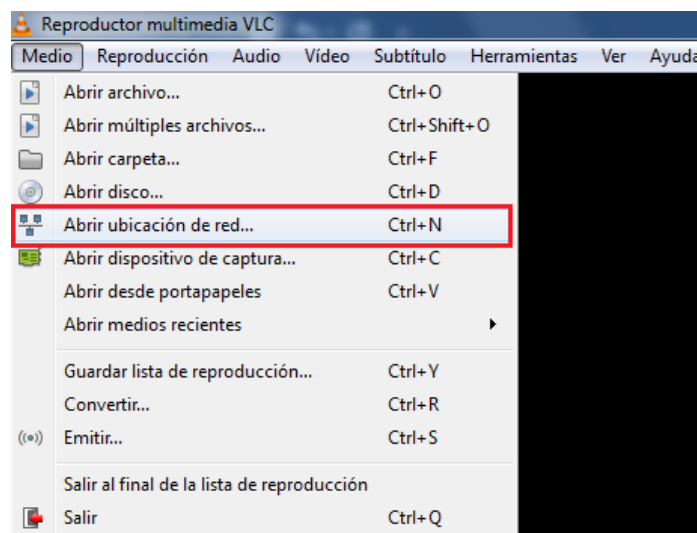 Reproductor multimedia VLC
Medio Reproducción Audio Vídeo Subtítulo Herramientas Ver Ayuda
Abrir archivo... Ctrl+O
Abrir múltiples archivos... Ctrl+Shift+O
Abrir carpeta... Ctrl+F
Abrir disco... Ctrl+D
Abrir ubicación de red... Ctrl+N
Abrir dispositivo de captura... Ctrl+C
Abrir desde portapapeles Ctrl+V
Abrir medios recientes
Guardar lista de reproducción... Ctrl+Y
Convertir... Ctrl+R
Emitir... Ctrl+S
Salir al final de la lista de reproducción
Salir Ctrl+Q